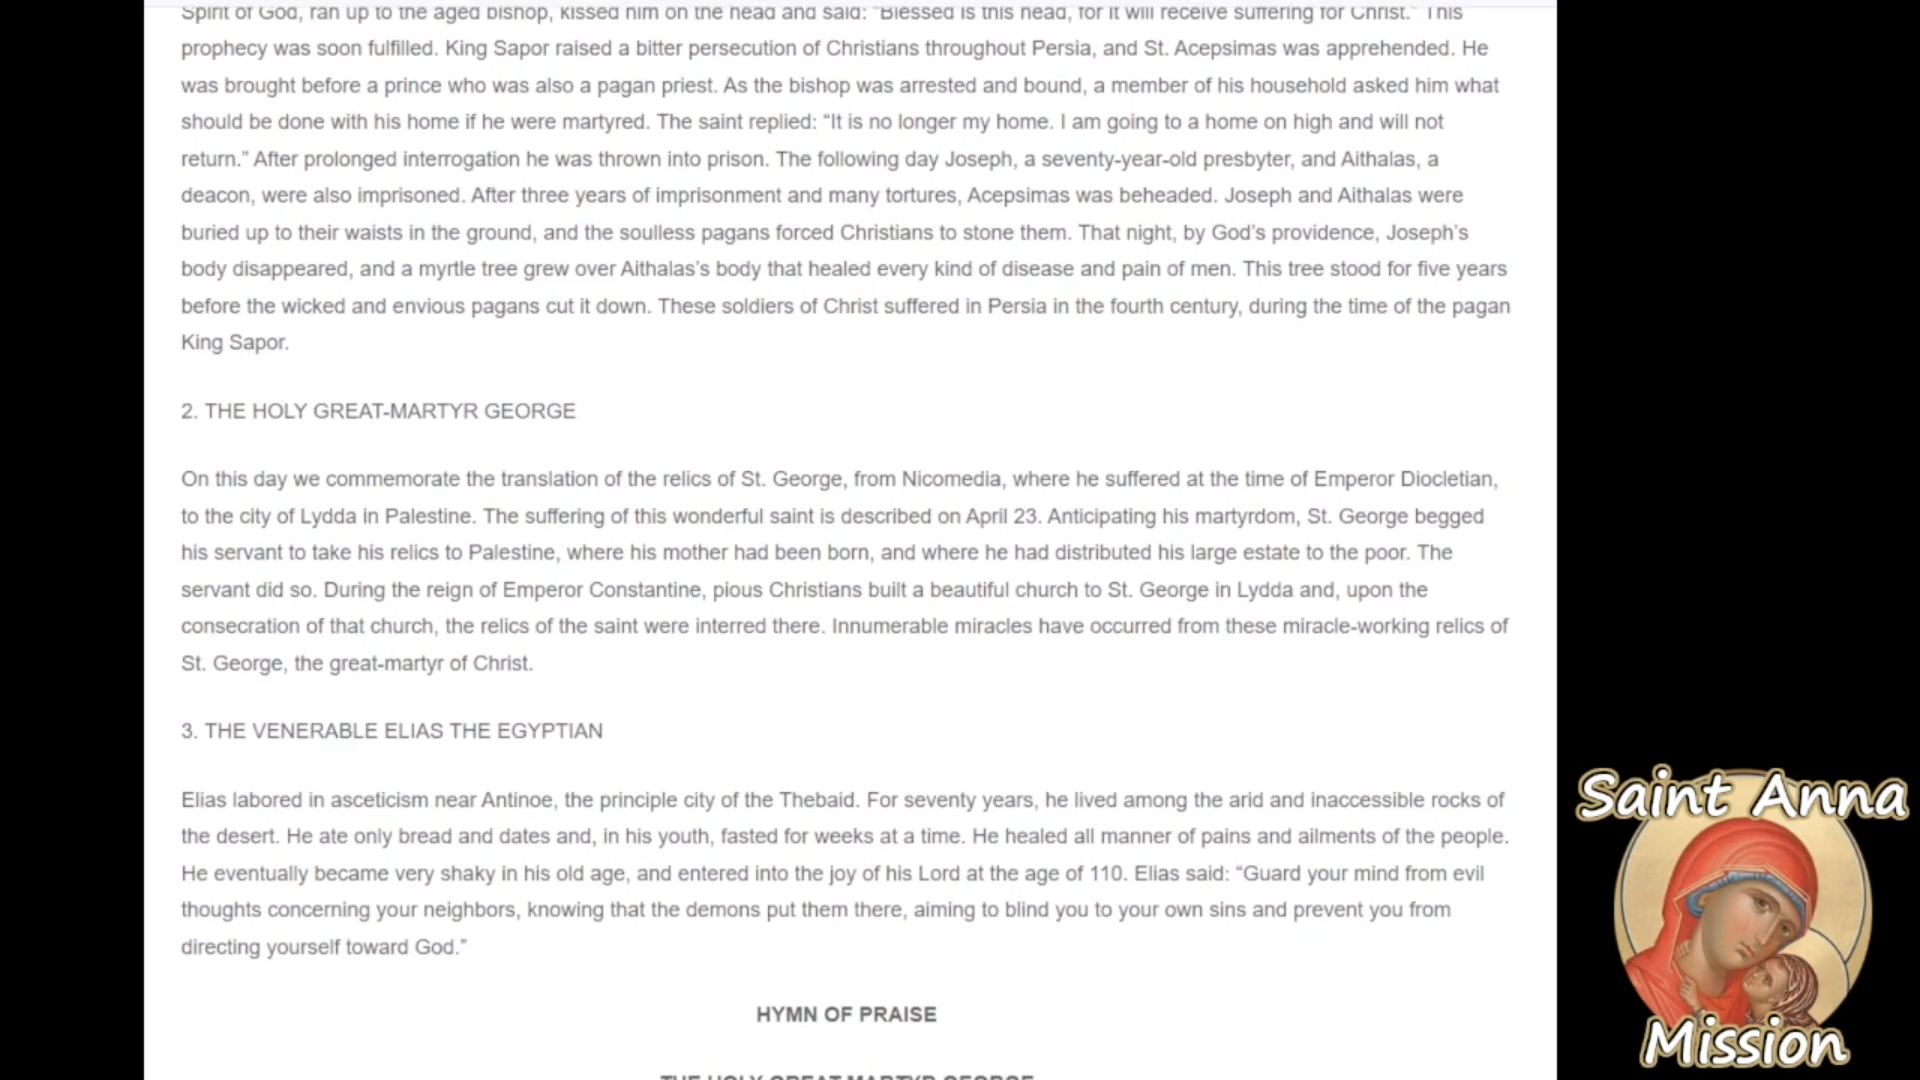 Spirit of God, ran up to the aged bishop, kissed him on the head and said: “Blessed is this head, for it will receive suffering for Christ.” This
prophecy was soon fulfilled. King Sapor raised a bitter persecution of Christians throughout Persia, and St. Acepsimas was apprehended. He
was brought before a prince who was also a pagan priest. As the bishop was arrested and bound, a member of his household asked him what
should be done with his home if he were martyred. The saint replied: “It is no longer my home. I am going to a home on high and will not
return.” After prolonged interrogation he was thrown into prison. The following day Joseph, a seventy-year-old presbyter, and Aithalas, a
deacon, were also imprisoned. After three years of imprisonment and many tortures, Acepsimas was beheaded. Joseph and Aithalas were
buried up to their waists in the ground, and the soulless pagans forced Christians to stone them. That night, by God’s providence, Joseph’s
body disappeared, and a myrtle tree grew over Aithalas’s body that healed every kind of disease and pain of men. This tree stood for five years
before the wicked and envious pagans cut it down. These soldiers of Christ suffered in Persia in the fourth century, during the time of the pagan
King Sapor.
2. THE HOLY GREAT-MARTYR GEORGE
On this day we commemorate the translation of the relics of St. George, from Nicomedia, where he suffered at the time of Emperor Diocletian,
to the city of Lydda in Palestine. The suffering of this wonderful saint is described on April 23. Anticipating his martyrdom, St. George begged
his servant to take his relics to Palestine, where his mother had been born, and where he had distributed his large estate to the poor. The
servant did so. During the reign of Emperor Constantine, pious Christians built a beautiful church to St. George in Lydda and, upon the
consecration of that church, the relics of the saint were interred there. Innumerable miracles have occurred from these miracle-working relics of
St. George, the great-martyr of Christ.
3. THE VENERABLE ELIAS THE EGYPTIAN
Elias labored in asceticism near Antinoe, the principle city of the Thebaid. For seventy years, he lived among the arid and inaccessible rocks of
the desert. He ate only bread and dates and, in his youth, fasted for weeks at a time. He healed all manner of pains and ailments of the people.
He eventually became very shaky in his old age, and entered into the joy of his Lord at the age of 110. Elias said: “Guard your mind from evil
thoughts concerning your neighbors, knowing that the demons put them there, aiming to blind you to your own sins and prevent you from
directing yourself toward God.”
HYMN OF PRAISE
THE HOLY GREAT-MARTYR GEORGE
Saint Anna
Mission